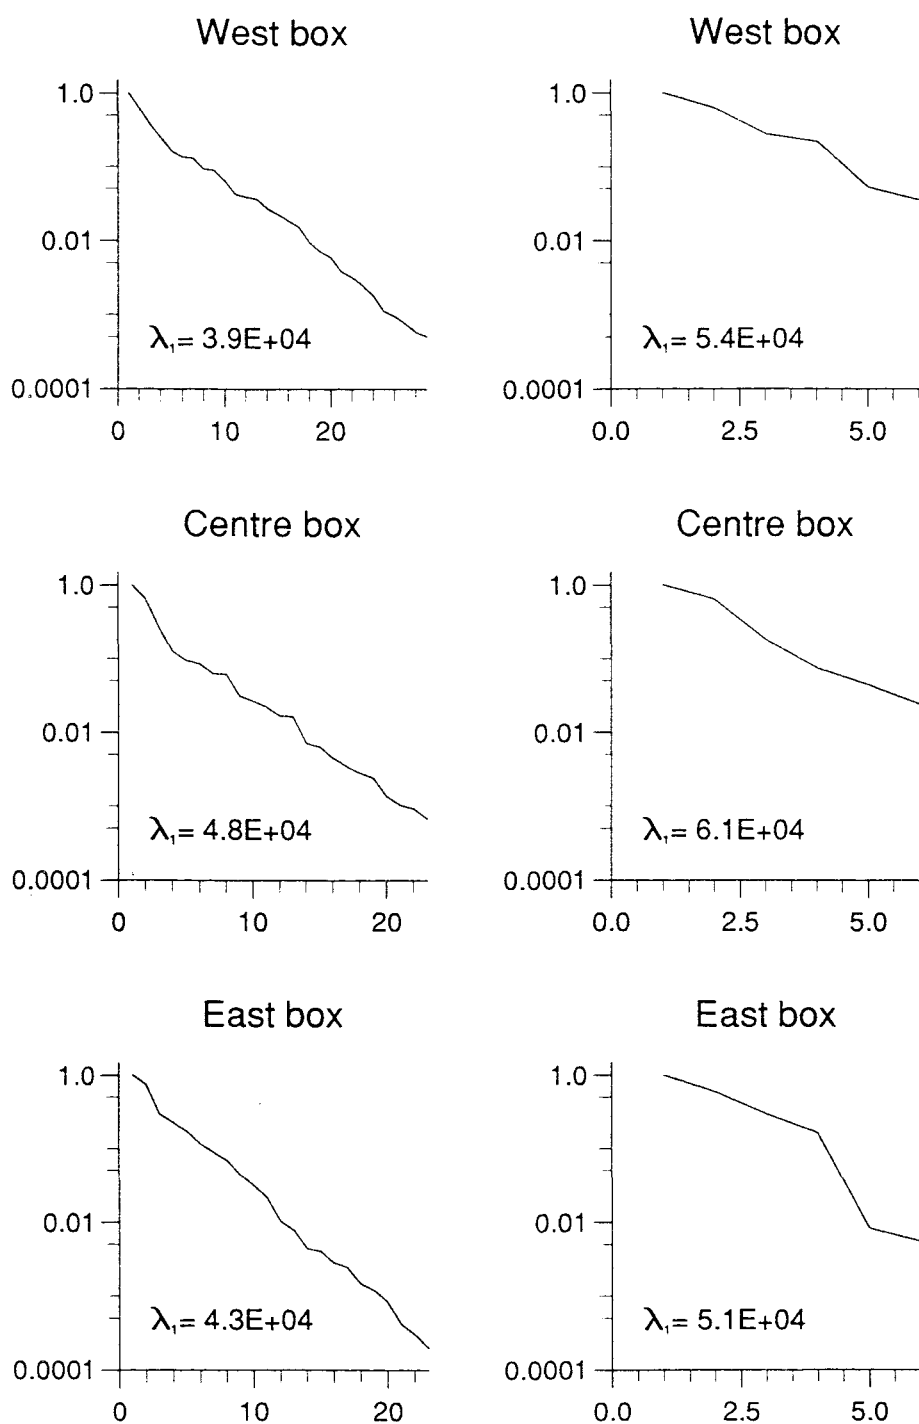 West box
1.0
0.01
0.0001
λ₁= 3.9E+04
0 10 20
West box
1.0
0.01
0.0001
λ₁= 5.4E+04
0.0 2.5 5.0
Centre box
1.0
0.01
0.0001
λ₁= 4.8E+04
0 10 20
Centre box
1.0
0.01
0.0001
λ₁= 6.1E+04
0.0 2.5 5.0
East box
1.0
0.01
0.0001
λ₁= 4.3E+04
0 10 20
East box
1.0
0.01
0.0001
λ₁= 5.1E+04
0.0 2.5 5.0